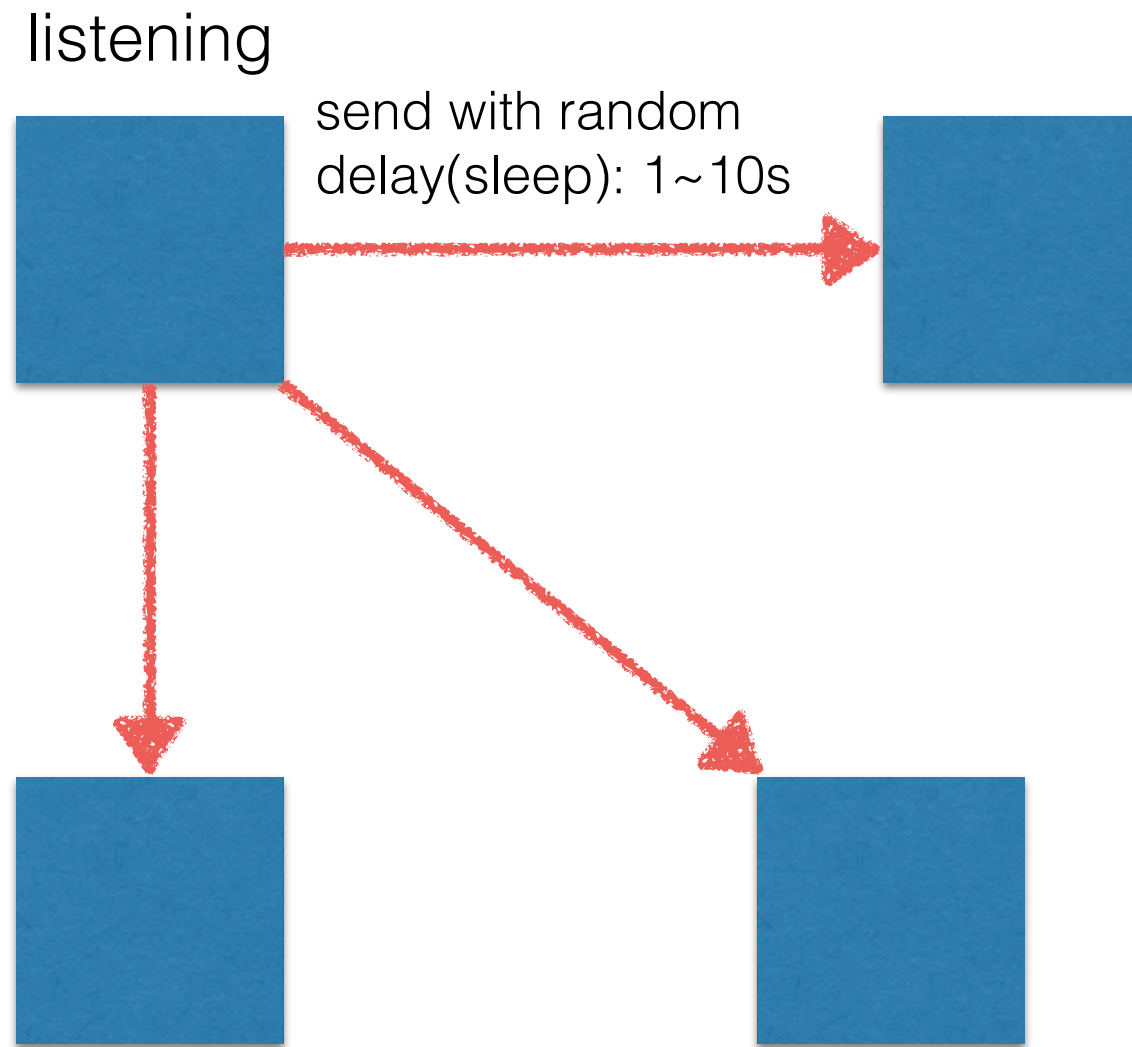 listening
send with random
delay(sleep): 1~10s